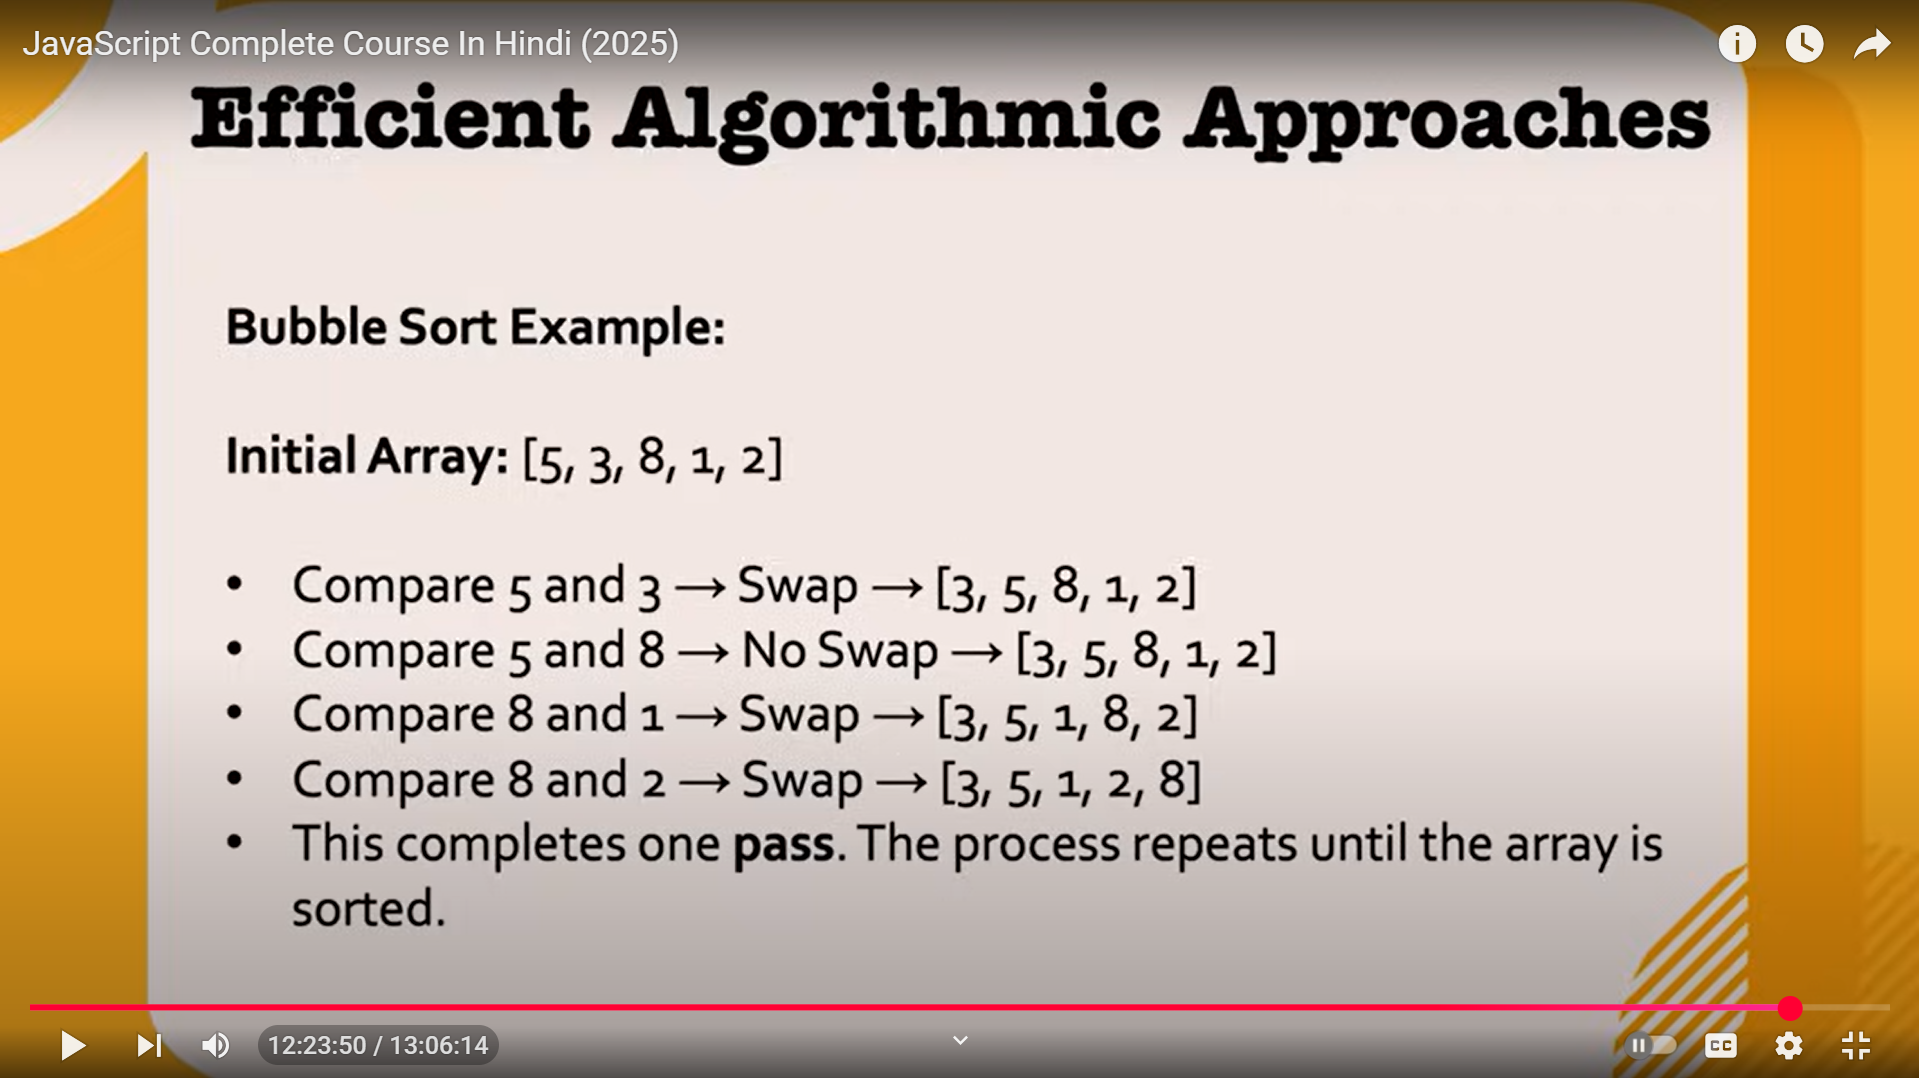 JavaScript Complete Course In Hindi (2025)
Efficient Algorithmic Approaches
Bubble Sort Example:
Initial Array: [5, 3, 8, 1, 2]
• Compare 5 and 3 → Swap → [3, 5, 8, 1, 2]
• Compare 5 and 8 → No Swap → [3, 5, 8, 1, 2]
• Compare 8 and 1 → Swap → [3, 5, 1, 8, 2]
• Compare 8 and 2 → Swap → [3, 5, 1, 2, 8]
• This completes one pass. The process repeats until the array is
sorted.
12:23:50 / 13:06:14
CC